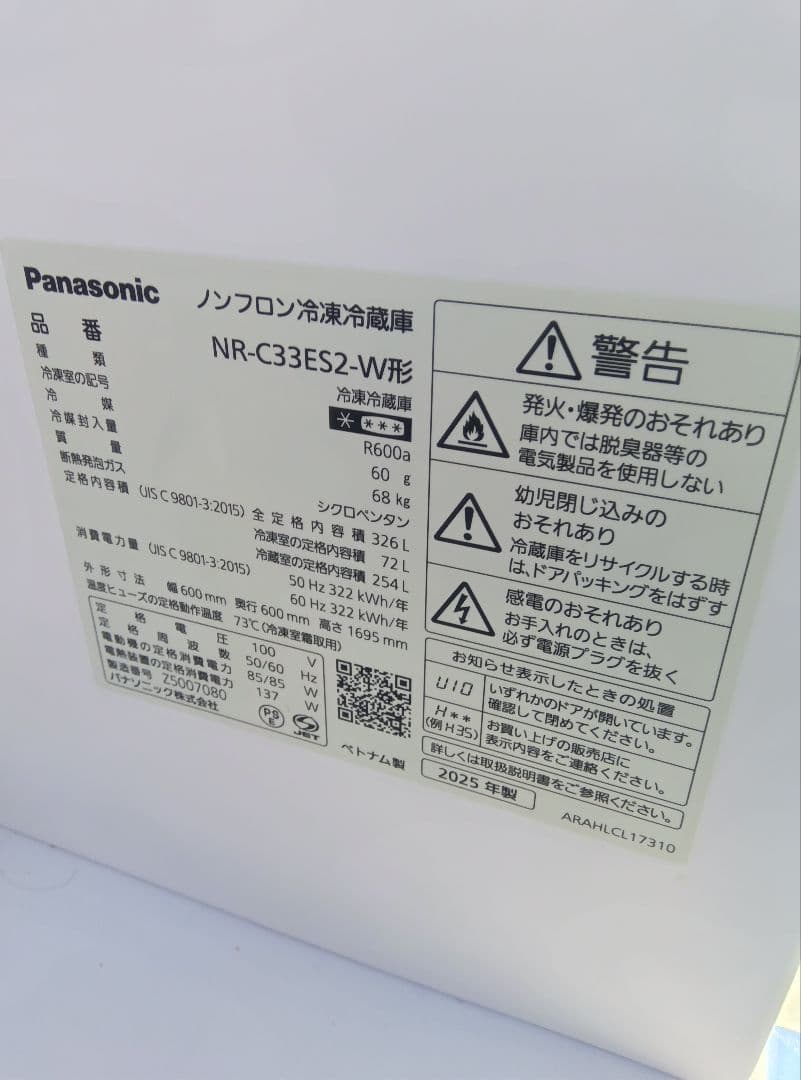 Panasonic ノンフロン冷凍冷蔵庫
品番 NR-C33ES2-W形
種類 冷凍冷蔵庫
冷凍室の記号
冷媒 R600a
冷媒封入量 60 g
質量 68 kg
断熱発泡ガス シクロペンタン
定格内容積 (JIS C 9801-3:2015) 全定格内容積 326 L
冷凍室の定格内容積 72 L
冷蔵室の定格内容積 254 L
消費電力量 (JIS C 9801-3:2015) 50 Hz 322 kWh/年
60 Hz 322 kWh/年
外形寸法 幅 600 mm 奥行 600 mm 高さ 1695 mm
温度ヒューズの定格動作温度 73℃(冷凍室霜取用)
定格電圧 100 V
定格周波数 50/60 Hz
電動機の定格消費電力 85/85 W
電熱装置の定格消費電力 137 W
製造番号 Z5007080
パナソニック株式会社
PS
E
JET
ベトナム製
警告
発火・爆発のおそれあり
庫内では脱臭器等の
電気製品を使用しない
幼児閉じ込みの
おそれあり
冷蔵庫をリサイクルする時
は、ドアパッキングをはずす
感電のおそれあり
お手入れのときは、
必ず電源プラグを抜く
お知らせ表示したときの処置
U10 いずれかのドアが開いています。
確認して閉めてください。
H** (例 H35) お買い上げの販売店に
表示内容をご連絡ください。
詳しくは取扱説明書をご参照ください。
2025 年製
ARAHLCL17310